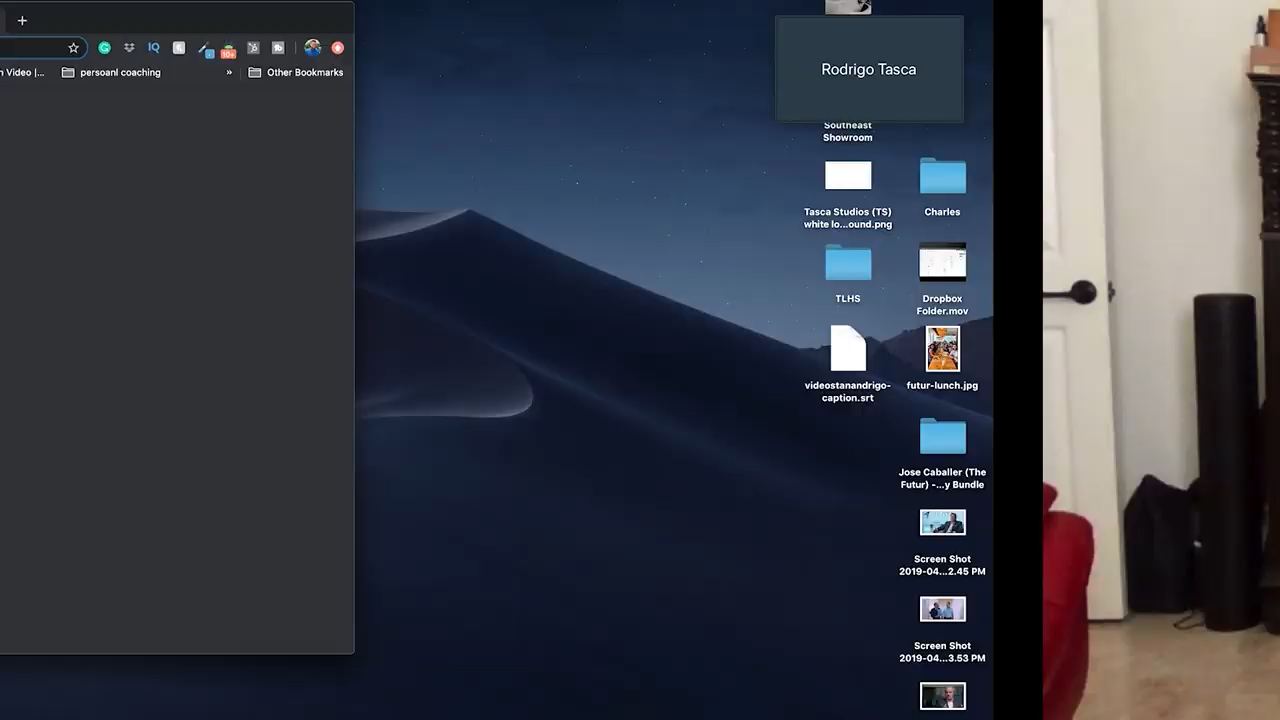 +
IQ
10+
n Video |...
persoanl coaching
»
Other Bookmarks
Rodrigo Tasca
Southeast
Showroom
Tasca Studios (TS)
white lo...ound.png
Charles
TLHS
Dropbox
Folder.mov
videostanandrigo-
caption.srt
futur-lunch.jpg
Jose Caballer (The
Futur) -...y Bundle
Screen Shot
2019-04...2.45 PM
Screen Shot
2019-04...3.53 PM